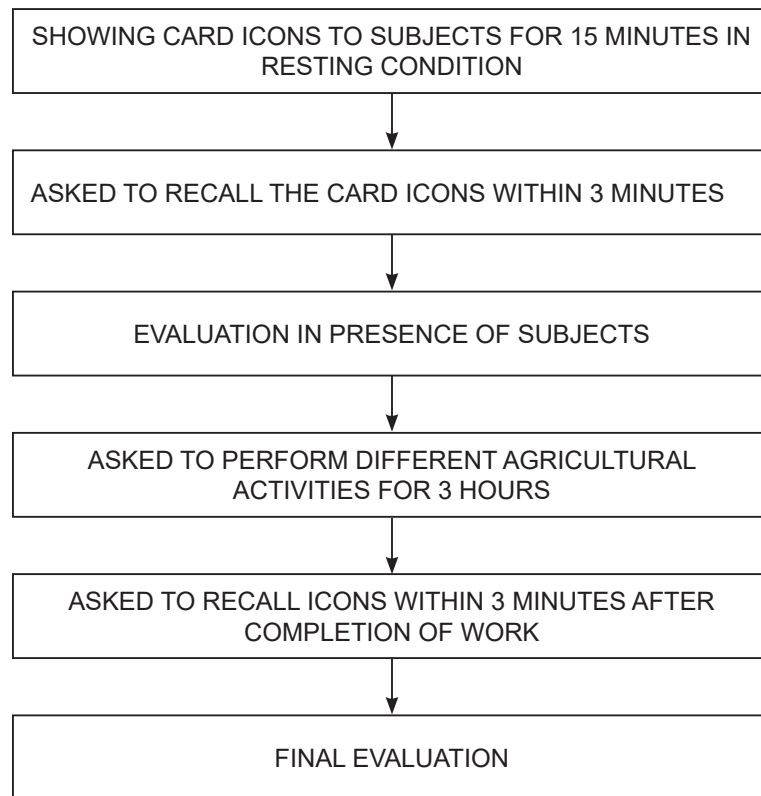 SHOWING CARD ICONS TO SUBJECTS FOR 15 MINUTES IN
RESTING CONDITION
ASKED TO RECALL THE CARD ICONS WITHIN 3 MINUTES
EVALUATION IN PRESENCE OF SUBJECTS
ASKED TO PERFORM DIFFERENT AGRICULTURAL
ACTIVITIES FOR 3 HOURS
ASKED TO RECALL ICONS WITHIN 3 MINUTES AFTER
COMPLETION OF WORK
FINAL EVALUATION